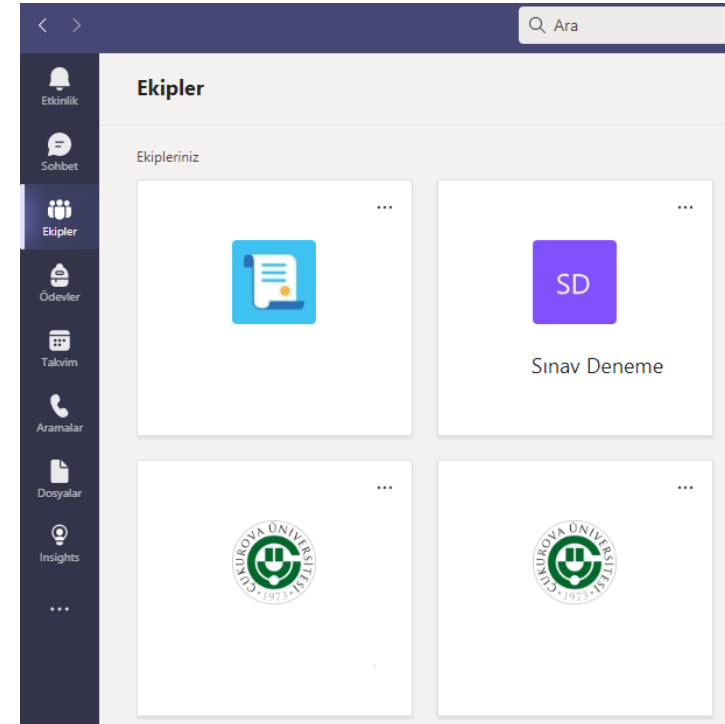 Ara
Etkinlik
Sohbet
Ekipler
Ödevler
Takvim
Aramalar
Dosyalar
Insights
...
Ekipler
Ekipleriniz
...
...
SD
Sınav Deneme
...
ÇUKUROVA ÜNİVERSİTESİ
·1973·
...
ÇUKUROVA ÜNİVERSİTESİ
·1973·